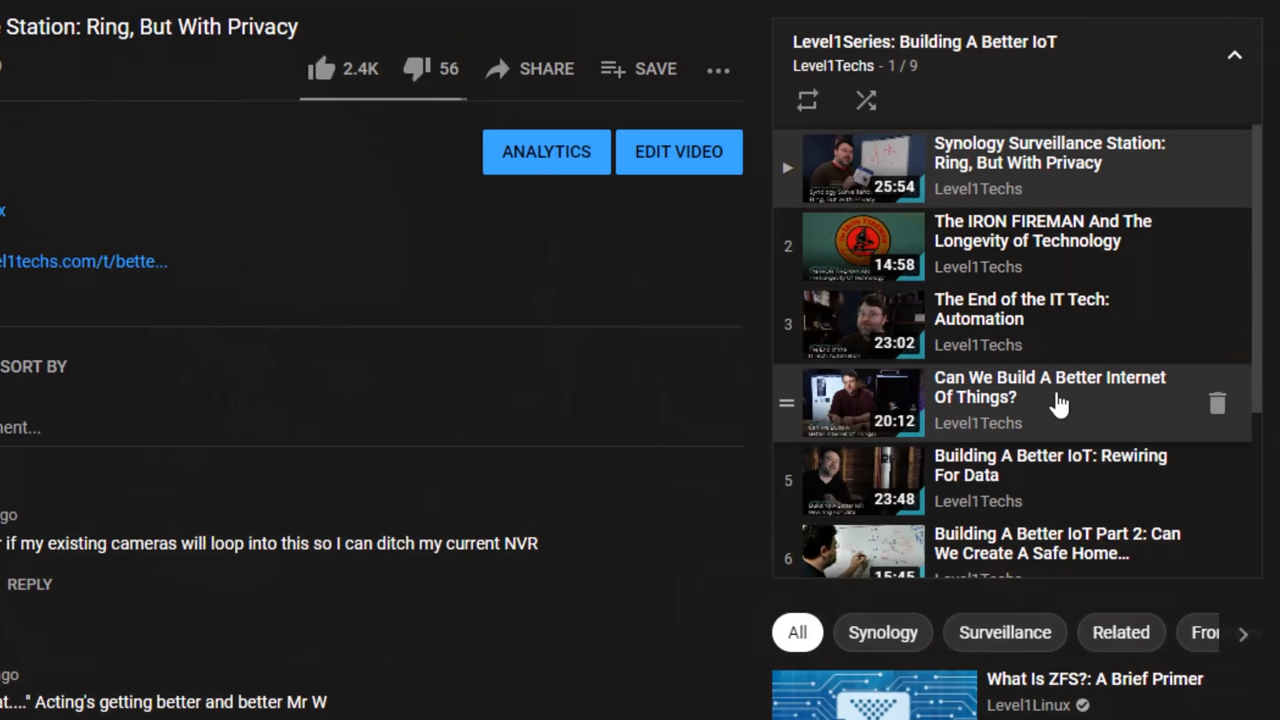 Station: Ring, But With Privacy
2.4K
56
SHARE
SAVE
ANALYTICS
EDIT VIDEO
x
el1techs.com/t/bette...
SORT BY
ent...
go
if my existing cameras will loop into this so I can ditch my current NVR
REPLY
go
at...." Acting's getting better and better Mr W
Level1Series: Building A Better IoT
Level1Techs - 1 / 9
Synology Surveillance Station:
Ring, But With Privacy
Level1Techs
25:54
2
The IRON FIREMAN And The
Longevity of Technology
Level1Techs
14:58
3
The End of the IT Tech:
Automation
Level1Techs
23:02
Can We Build A Better Internet
Of Things?
Level1Techs
20:12
5
Building A Better IoT: Rewiring
For Data
Level1Techs
23:48
6
Building A Better IoT Part 2: Can
We Create A Safe Home...
Level1Techs
15:45
All
Synology
Surveillance
Related
Fro
What Is ZFS?: A Brief Primer
Level1Linux